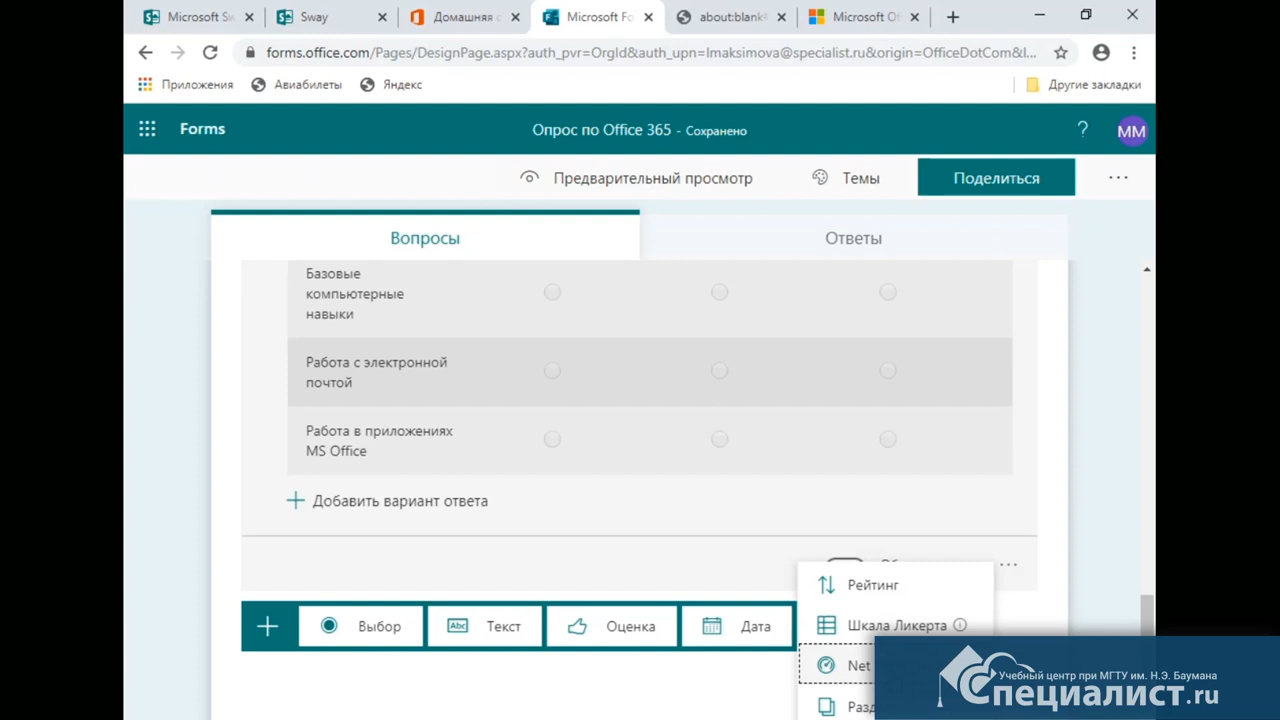 Microsoft Sw
Sway
Домашняя с
Microsoft Fo
about:blank
Microsoft Of
forms.office.com/Pages/DesignPage.aspx?auth_pvr=OrgId&auth_upn=lmaksimova@specialist.ru&origin=OfficeDotCom&l...
Приложения
Авиабилеты
Яндекс
Другие закладки
Forms
Опрос по Office 365 - Сохранено
?
MM
Предварительный просмотр
Темы
Поделиться
Вопросы
Ответы
Базовые
компьютерные
навыки
Работа с электронной
почтой
Работа в приложениях
MS Office
Добавить вариант ответа
Рейтинг
Шкала Ликерта
Выбор
Abc
Текст
Оценка
Дата
Net
Разд
Учебный центр при МГТУ им. Н.Э. Баумана
Специалист.ru